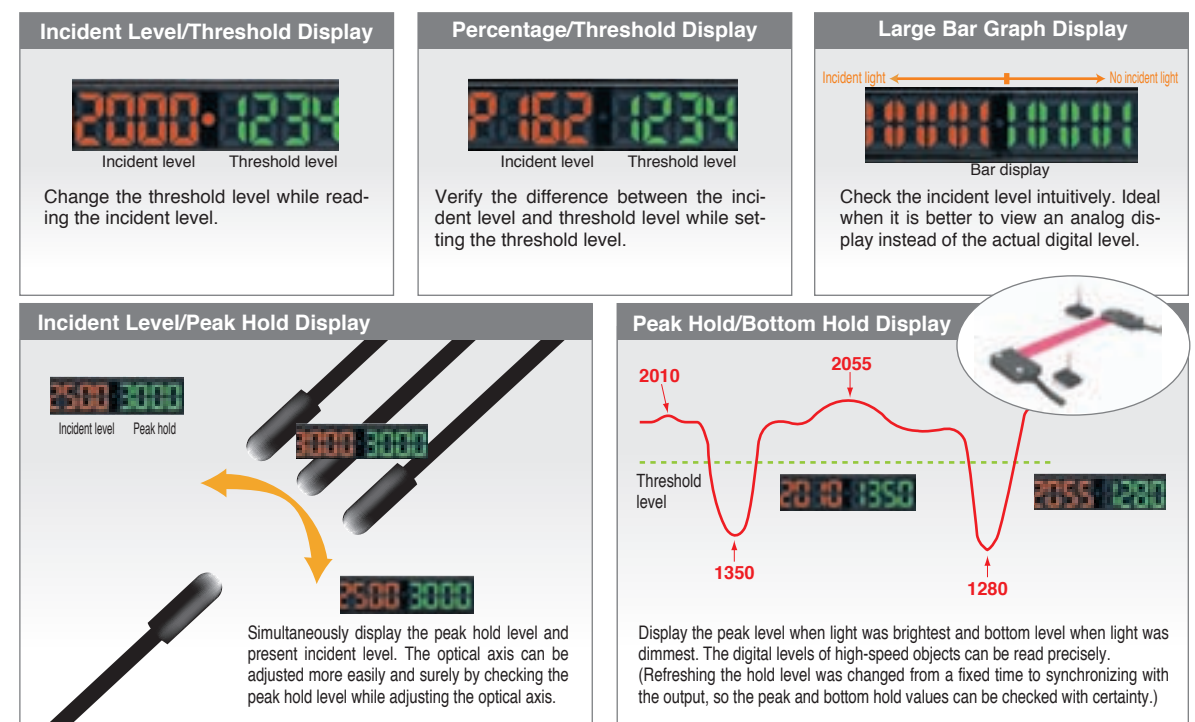 Incident Level/Threshold Display
2000 1234
Incident level Threshold level
Change the threshold level while read-
ing the incident level.
Percentage/Threshold Display
P 162 1234
Incident level Threshold level
Verify the difference between the inci-
dent level and threshold level while set-
ting the threshold level.
Large Bar Graph Display
Incident light No incident light
Bar display
Check the incident level intuitively. Ideal
when it is better to view an analog dis-
play instead of the actual digital level.
Incident Level/Peak Hold Display
2500 3000
Incident level Peak hold
3000 3000
2500 3000
Simultaneously display the peak hold level and
present incident level. The optical axis can be
adjusted more easily and surely by checking the
peak hold level while adjusting the optical axis.
Peak Hold/Bottom Hold Display
2010
2055
Threshold
level
2010 1350
2055 1280
1350
1280
Display the peak level when light was brightest and bottom level when light was
dimmest. The digital levels of high-speed objects can be read precisely.
(Refreshing the hold level was changed from a fixed time to synchronizing with
the output, so the peak and bottom hold values can be checked with certainty.)